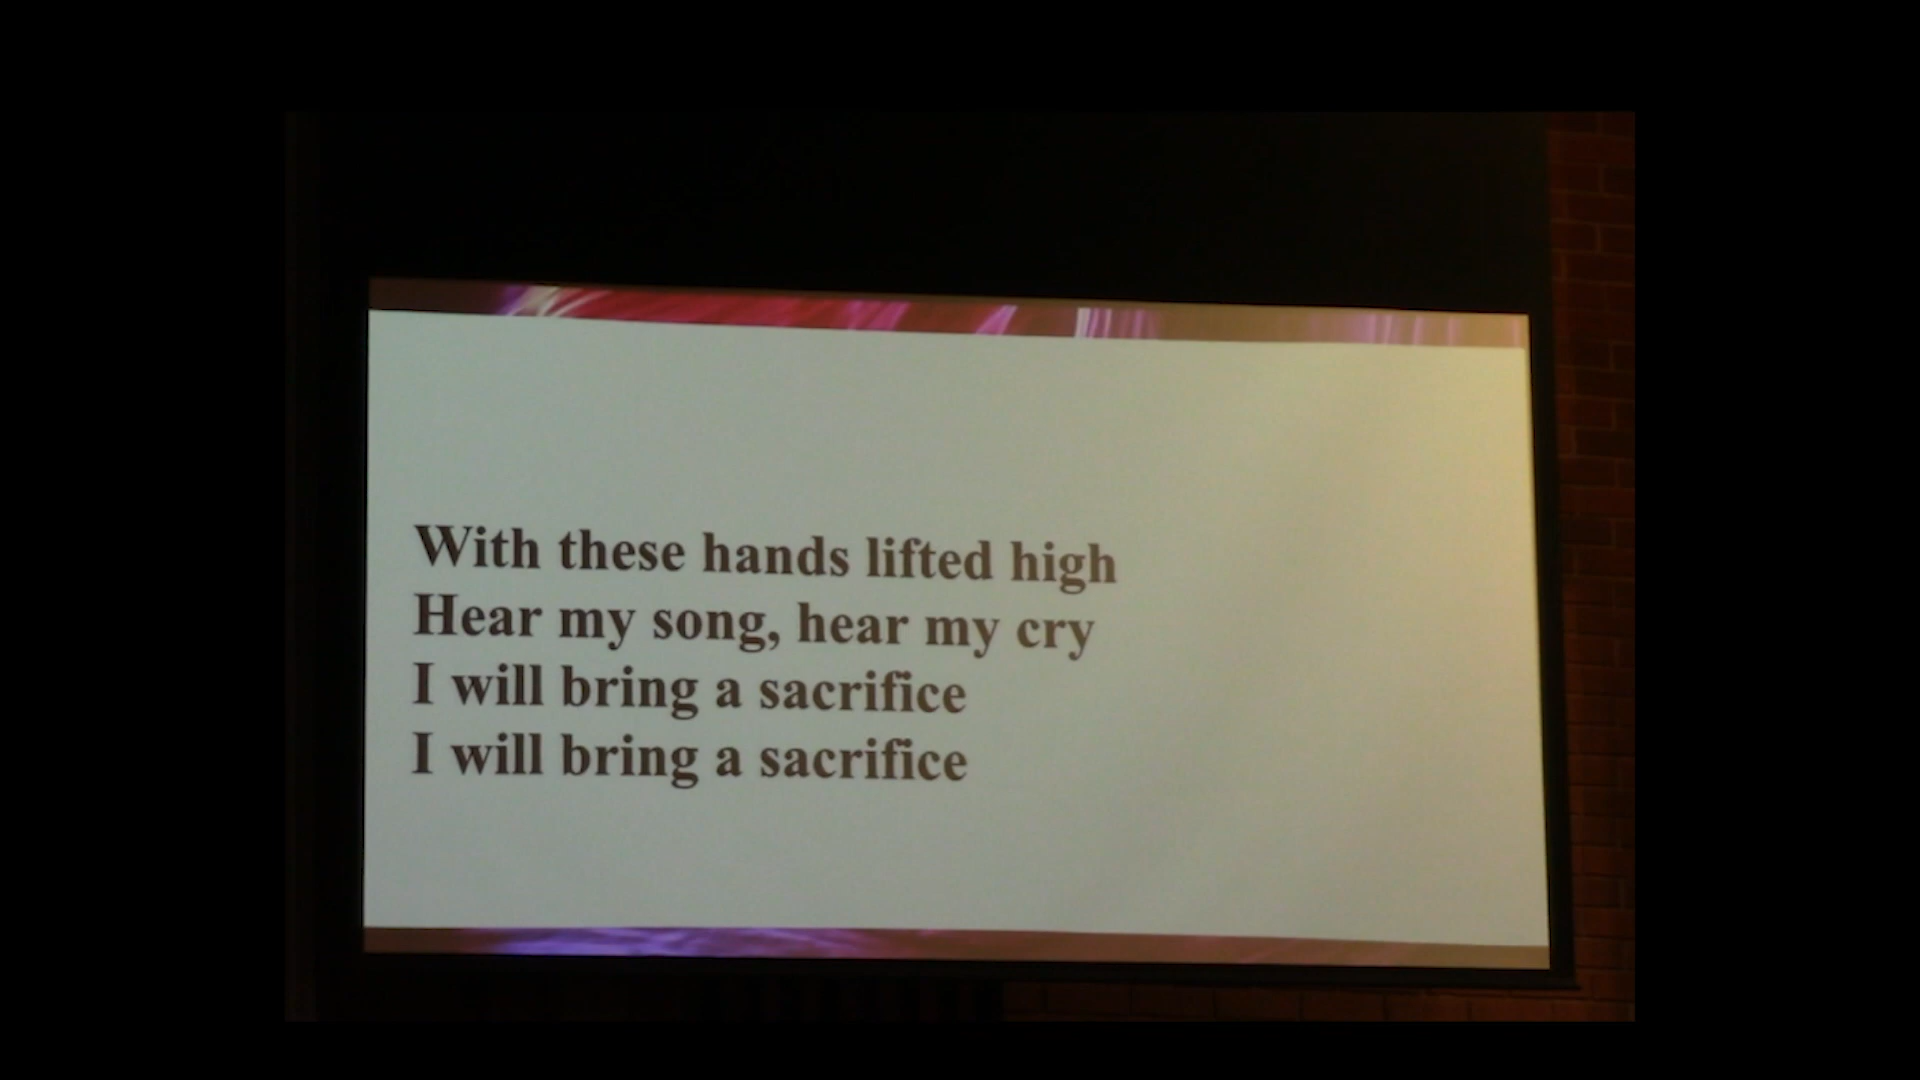 With these hands lifted high
Hear my song, hear my cry
I will bring a sacrifice
I will bring a sacrifice